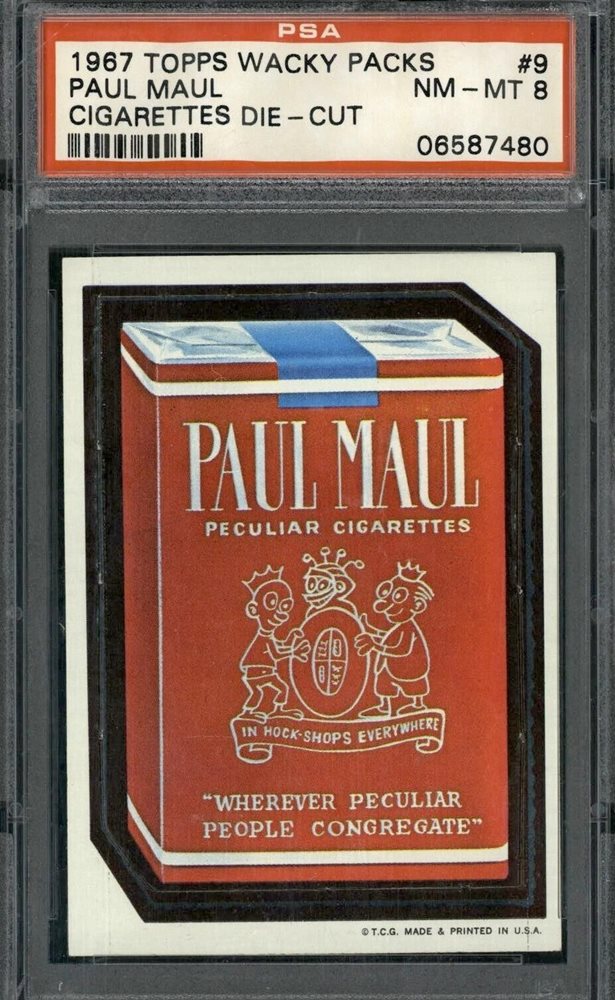 PSA
1967 TOPPS WACKY PACKS #9
PAUL MAUL NM-MT 8
CIGARETTES DIE-CUT
06587480
PAUL MAUL
PECULIAR CIGARETTES
IN HOCK-SHOPS EVERYWHERE
"WHEREVER PECULIAR
PEOPLE CONGREGATE"
© T.C.G. MADE & PRINTED IN U.S.A.